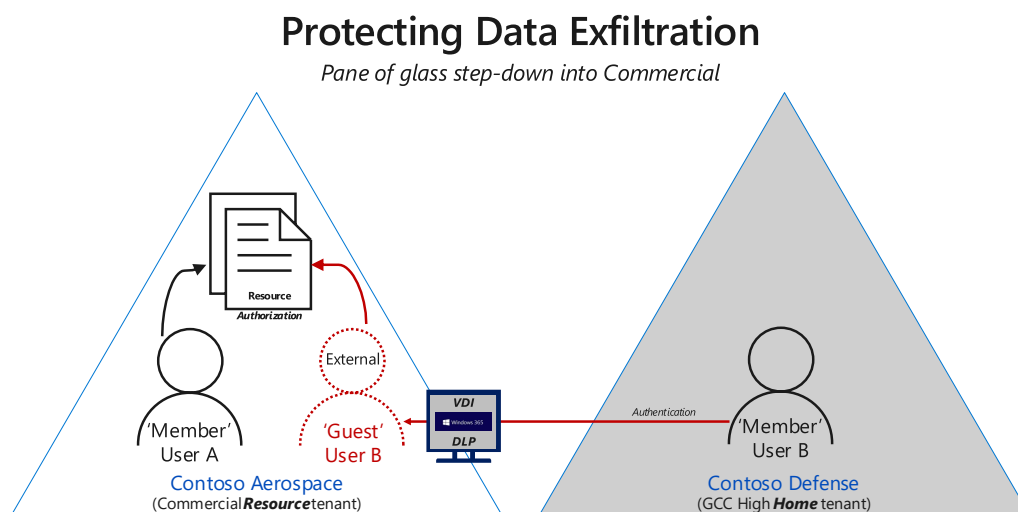 Protecting Data Exfiltration
Pane of glass step-down into Commercial
Resource
Authorization
External
VDI
Windows 365
DLP
Authentication
‘Member’
User A
‘Guest’
User B
‘Member’
User B
Contoso Aerospace
(Commercial Resource tenant)
Contoso Defense
(GCC High Home tenant)